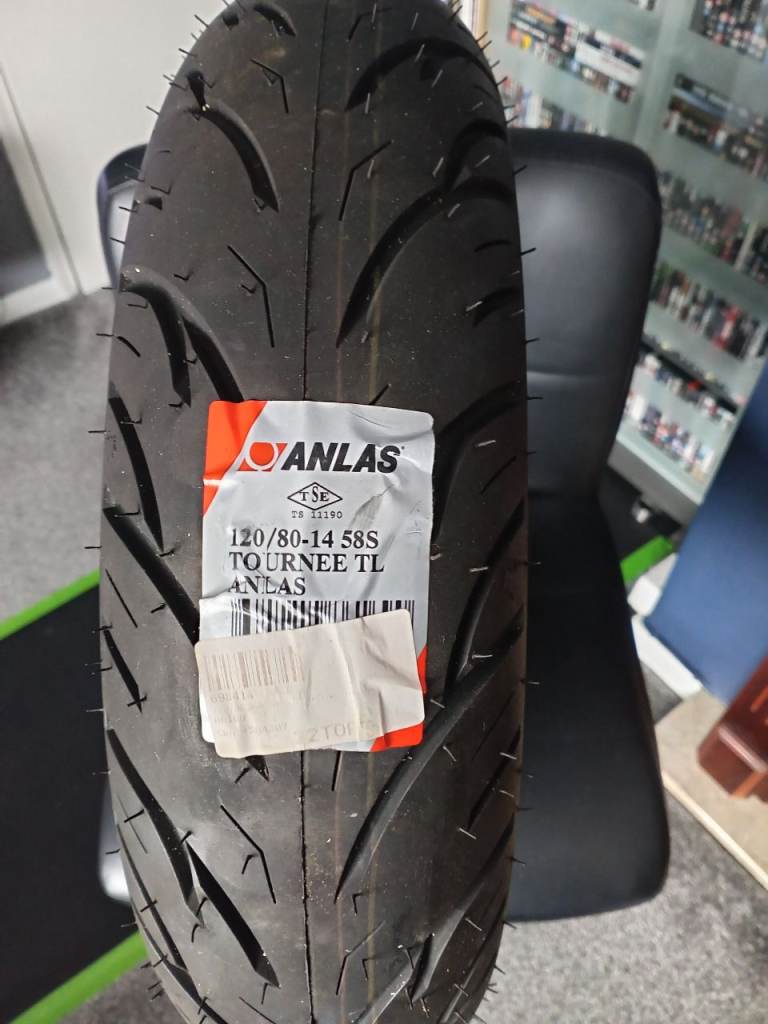 ANLAS
TSE
TS 11190
120/80-14 58S
TOURNEE TL
ANLAS